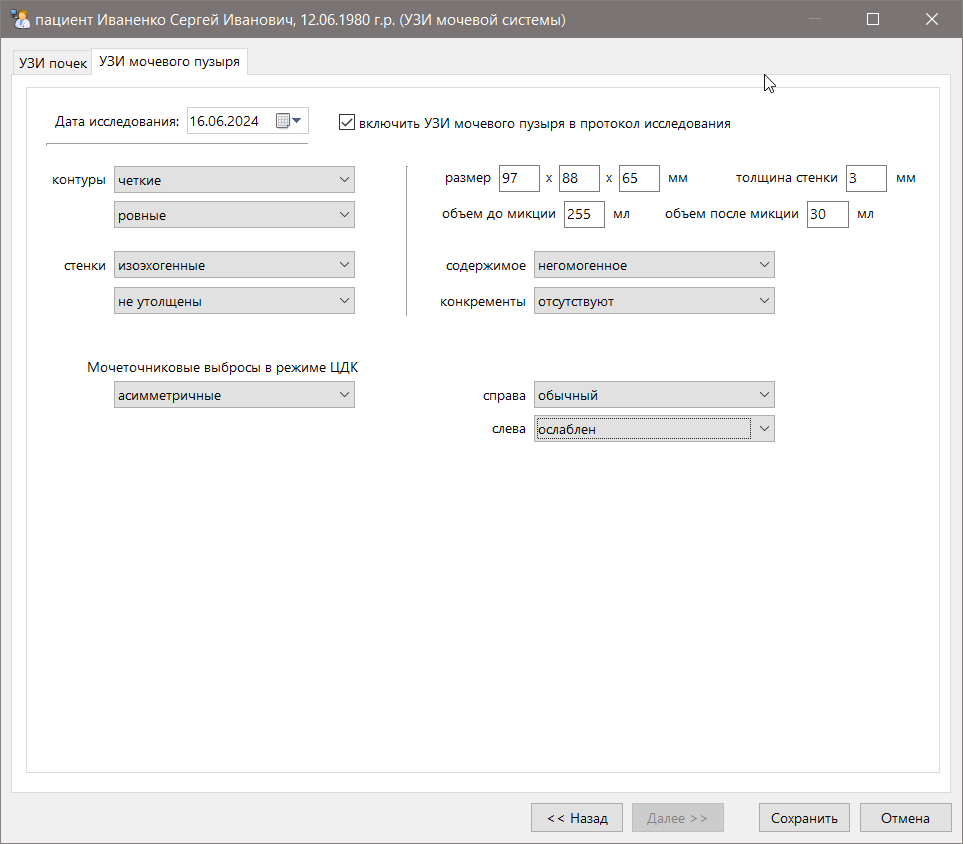 пациент Иваненко Сергей Иванович, 12.06.1980 г.р. (УЗИ мочевой системы)
УЗИ почек УЗИ мочевого пузыря
Дата исследования: 16.06.2024 включить УЗИ мочевого пузыря в протокол исследования
контуры четкие размер 97 x 88 x 65 мм толщина стенки 3 мм
ровные объем до микции 255 мл объем после микции 30 мл
стенки изоэхогенные содержимое негомогенное
не утолщены конкременты отсутствуют
Мочеточниковые выбросы в режиме ЦДК
асимметричные справа обычный
слева ослаблен
<< Назад Далее >> Сохранить Отмена